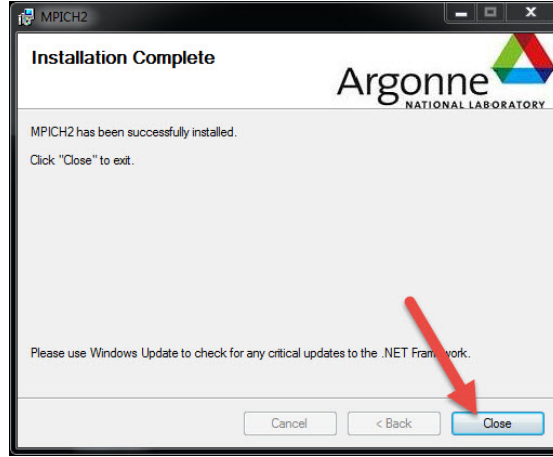 MPICH2
Installation Complete
Argonne
NATIONAL LABORATORY
MPICH2 has been successfully installed.
Click "Close" to exit.
Please use Windows Update to check for any critical updates to the .NET Framework.
Cancel
< Back
Close